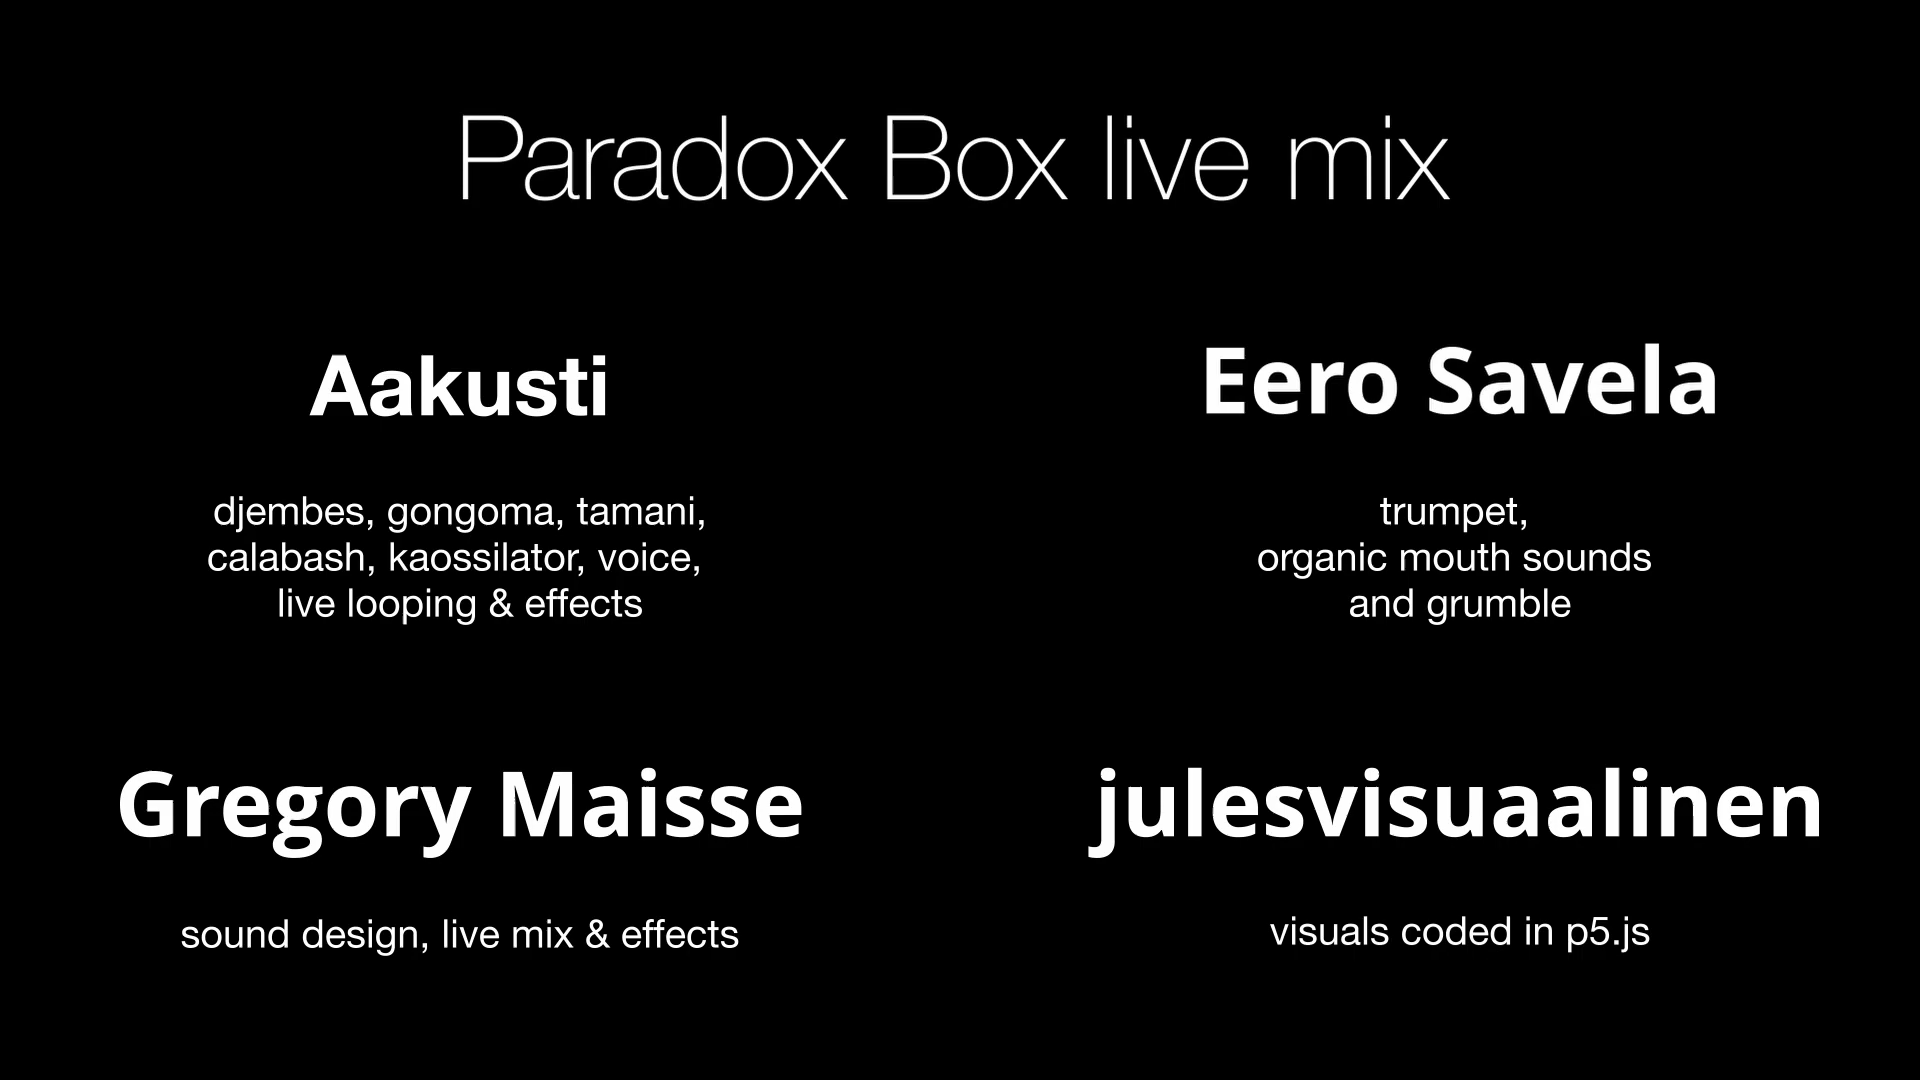 Paradox Box live mix
Aakusti
djembes, gongoma, tamani,
calabash, kaossilator, voice,
live looping & effects
Eero Savela
trumpet,
organic mouth sounds
and grumble
Gregory Maisse
sound design, live mix & effects
julesvisuaalinen
visuals coded in p5.js